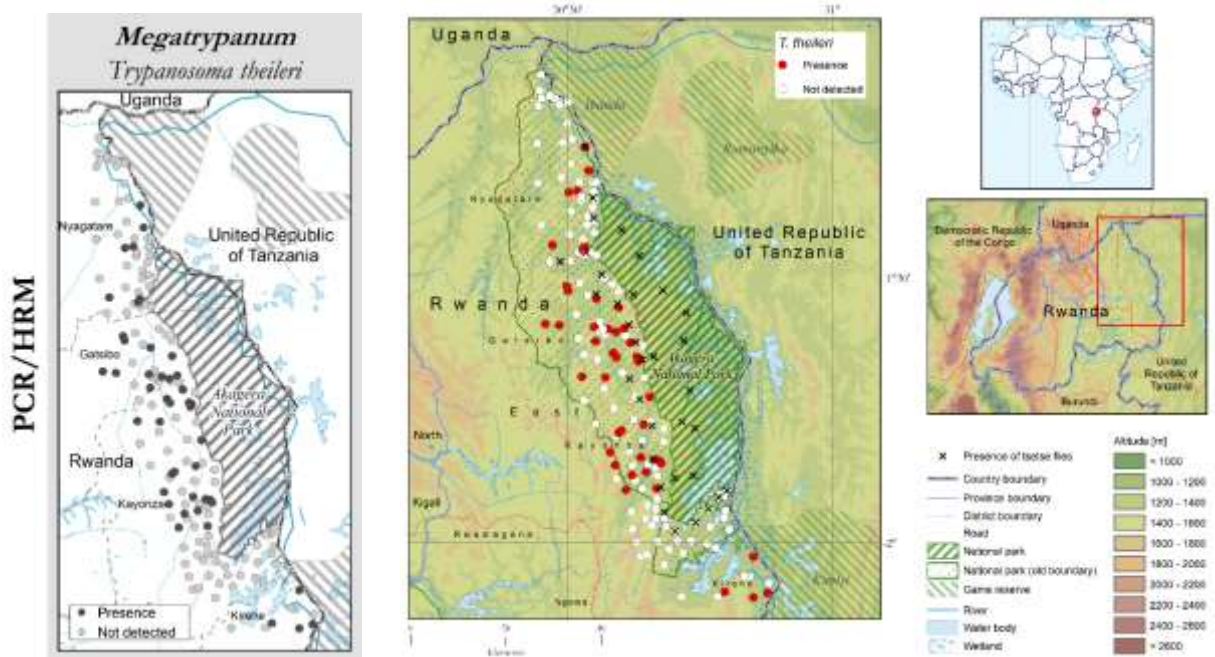 PCR/HRM
Megatrypanum
Trypanosoma theileri
Uganda
Nyagatare
United Republic
of Tanzania
Gatsibo
Akagera
National
Park
Rwanda
Kayonza
Kirehe
Presence
Not detected
30°30'
31°
Uganda
T. theileri
Presence
Not detected
Nyagatare
United Republic
of Tanzania
1°30'
Rwanda
Gatsibo
Akagera
National Park
East
Kayonza
North
Kigali
Rwamagana
Kirehe
Ngoma
Democratic Republic
of the Congo
Uganda
Rwanda
United
Republic of
Tanzania
Burundi
Presence of tsetse flies
Country boundary
Province boundary
District boundary
Road
National park
National park (old boundary)
Game reserve
River
Water body
Wetland
Altitude [m]
< 1000
1000 - 1200
1200 - 1400
1400 - 1600
1600 - 1800
1800 - 2000
2000 - 2200
2200 - 2400
2400 - 2600
> 2600